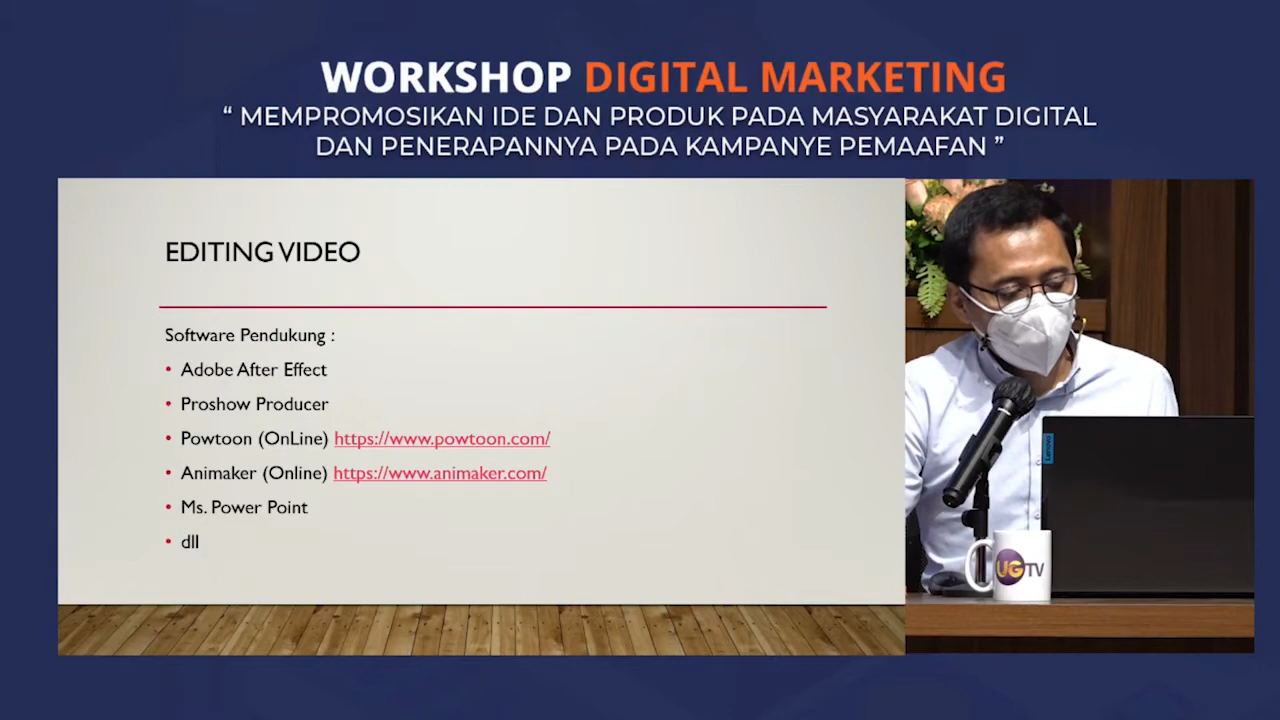 WORKSHOP DIGITAL MARKETING
“ MEMPROMOSIKAN IDE DAN PRODUK PADA MASYARAKAT DIGITAL
DAN PENERAPANNYA PADA KAMPANYE PEMAAFAN ”
EDITING VIDEO
Software Pendukung :
• Adobe After Effect
• Proshow Producer
• Powtoon (OnLine) https://www.powtoon.com/
• Animaker (Online) https://www.animaker.com/
• Ms. Power Point
• dll
Lenovo
UGTV